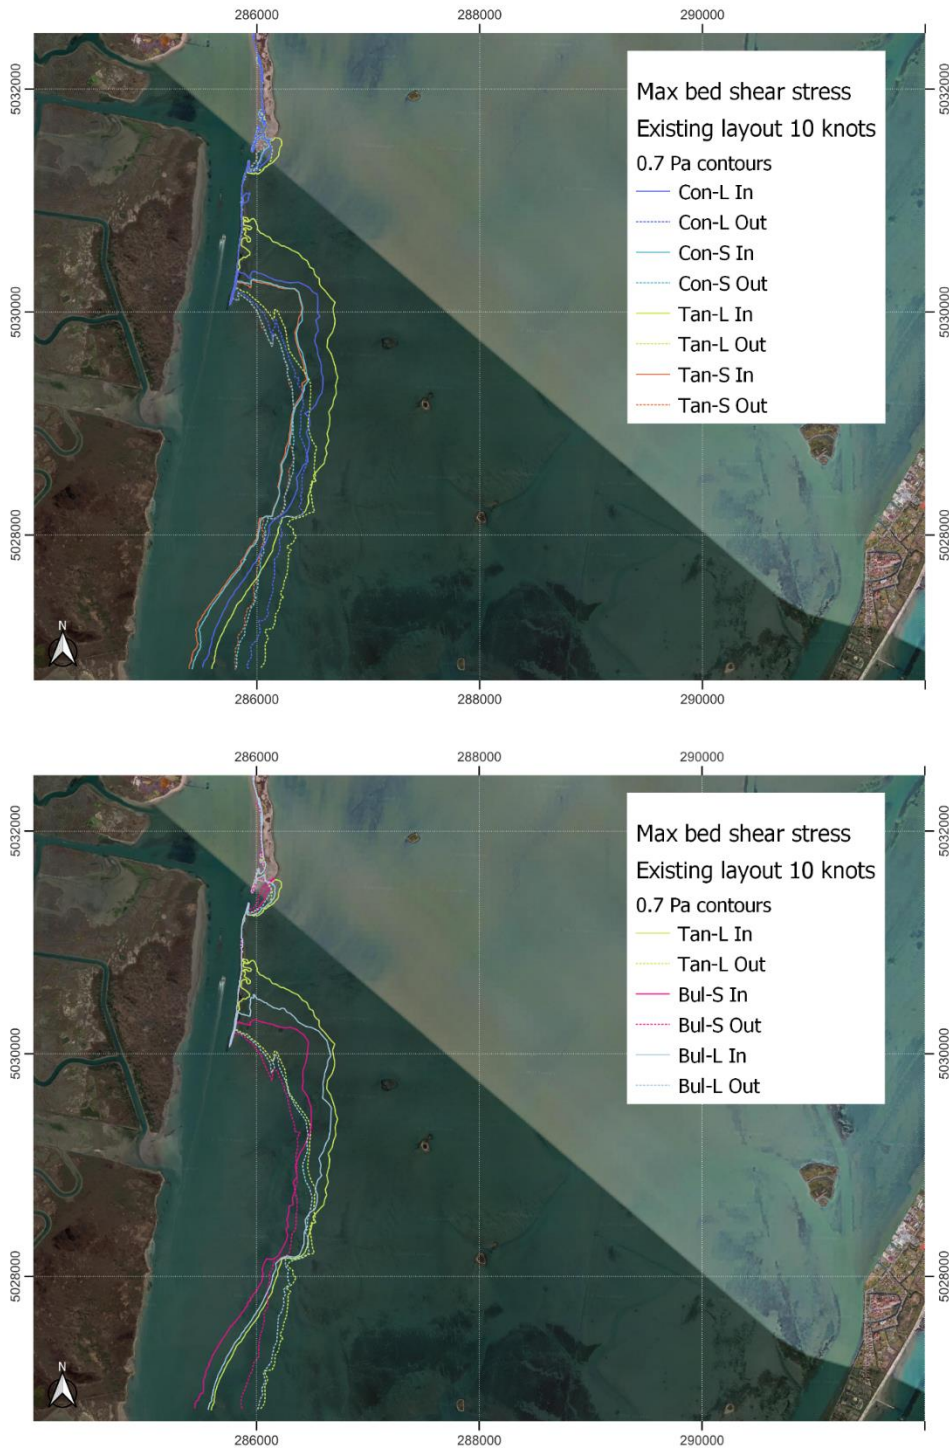 286000 288000 290000
5032000 5032000
Max bed shear stress
Existing layout 10 knots
0.7 Pa contours
Con-L In
Con-L Out
Con-S In
Con-S Out
Tan-L In
Tan-L Out
Tan-S In
Tan-S Out
5030000 5030000
5028000 5028000
N
286000 288000 290000
286000 288000 290000
5032000 5032000
Max bed shear stress
Existing layout 10 knots
0.7 Pa contours
Tan-L In
Tan-L Out
Bul-S In
Bul-S Out
Bul-L In
Bul-L Out
5030000 5030000
5028000 5028000
N
286000 288000 290000